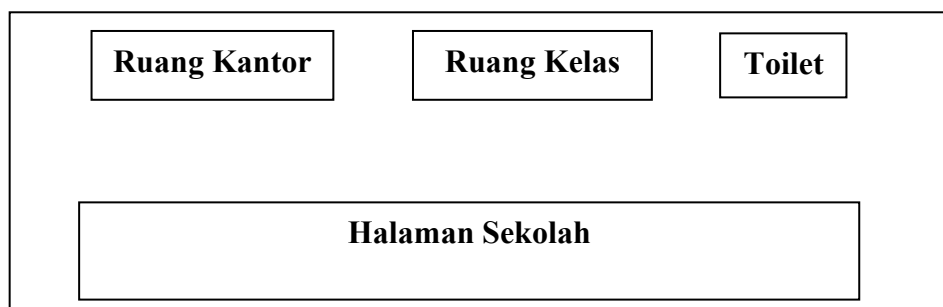 Ruang Kantor
Ruang Kelas
Toilet
Halaman Sekolah